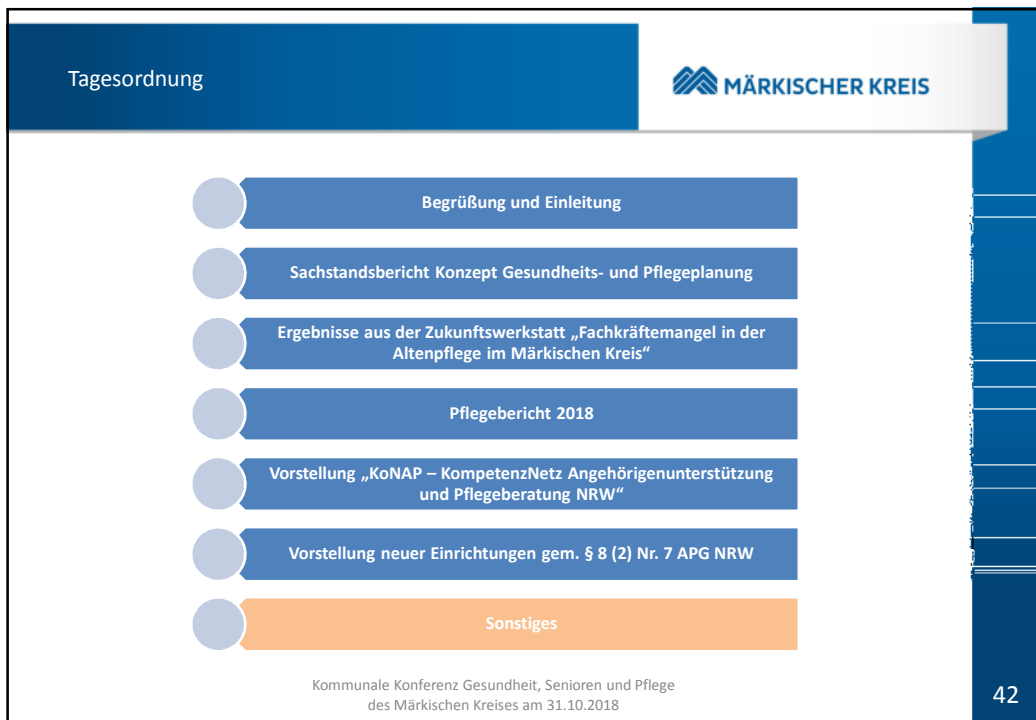 Tagesordnung
MÄRKISCHER KREIS
Begrüßung und Einleitung
Sachstandsbericht Konzept Gesundheits- und Pflegeplanung
Ergebnisse aus der Zukunftswerkstatt „Fachkräftemangel in der
Altenpflege im Märkischen Kreis“
Pflegebericht 2018
Vorstellung „KoNAP – KompetenzNetz Angehörigenunterstützung
und Pflegeberatung NRW“
Vorstellung neuer Einrichtungen gem. § 8 (2) Nr. 7 APG NRW
Sonstiges
Kommunale Konferenz Gesundheit, Senioren und Pflege
des Märkischen Kreises am 31.10.2018
42